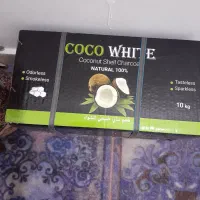 COCO WHITE
Coconut Shell Charcoal
NATURAL 100%
• Odorless
• Smokeless
• Tasteless
• Sparkless
10 kg